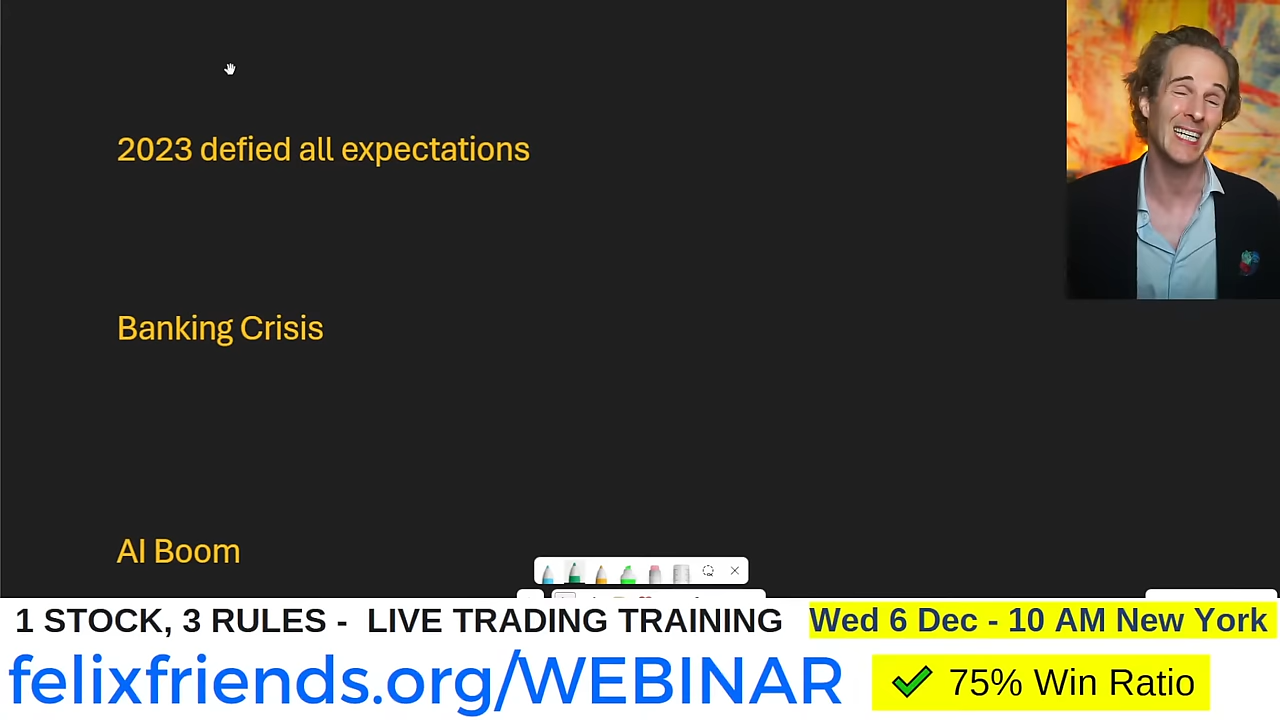 2023 defied all expectations
Banking Crisis
AI Boom
1 STOCK, 3 RULES - LIVE TRADING TRAINING
Wed 6 Dec - 10 AM New York
felixfriends.org/WEBINAR
75% Win Ratio